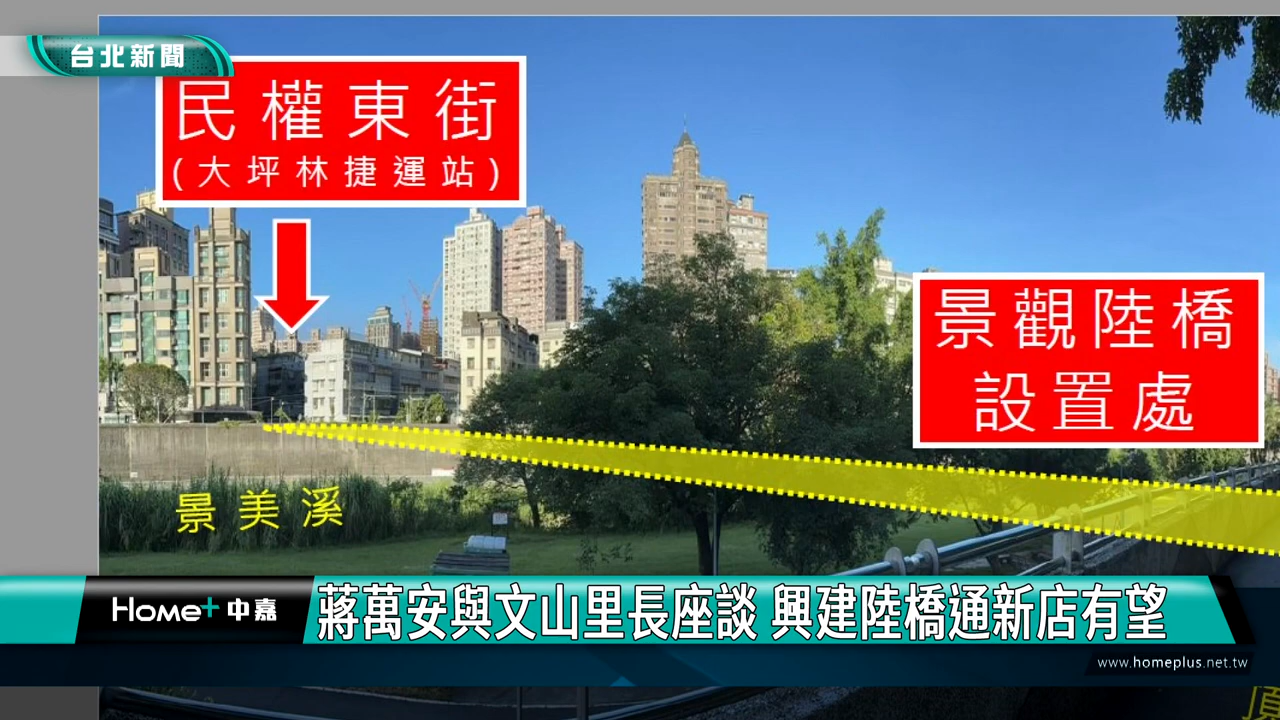 台北新聞
民權東街
(大坪林捷運站)
景觀陸橋
設置處
景美溪
Home+ 中嘉
蔣萬安與文山里長座談 興建陸橋通新店有望
www.homeplus.net.tw